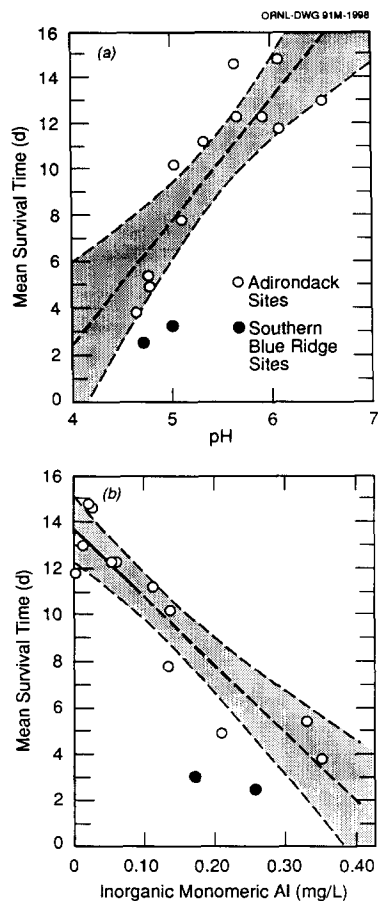 ORNL-DWG 91M-1998
(a)
Mean Survival Time (d)
16
14
12
10
8
6
4
2
0
Adirondack
Sites
Southern
Blue Ridge
Sites
4
5
6
7
pH
(b)
Mean Survival Time (d)
16
14
12
10
8
6
4
2
0
0
0.10
0.20
0.30
0.40
Inorganic Monomeric Al (mg/L)